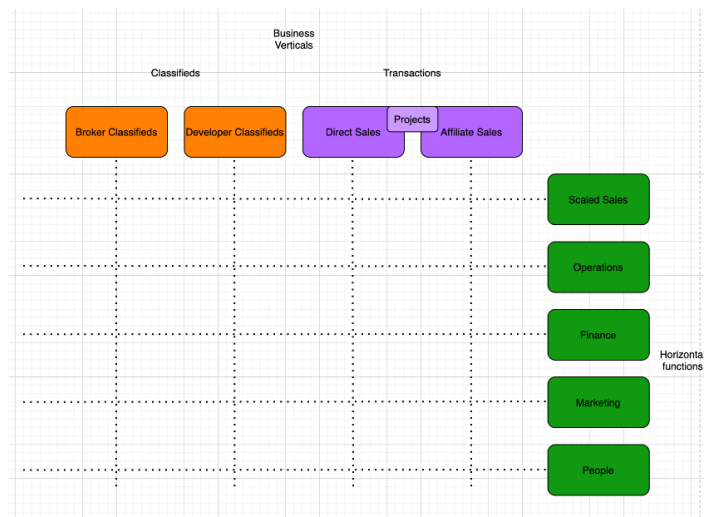 Business
Verticals
Classifieds
Transactions
Projects
Broker Classifieds
Developer Classifieds
Direct Sales
Affiliate Sales
Scaled Sales
Operations
Finance
Horizonta
functions
Marketing
People